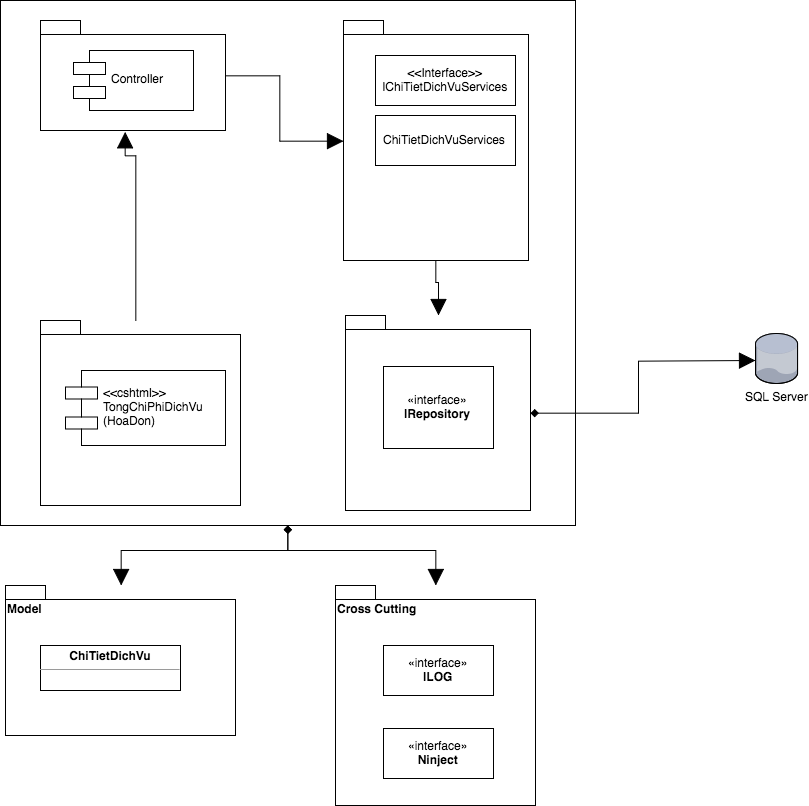 Controller
<<Interface>>
IChiTietDichVuServices
ChiTietDichVuServices
<<cshtml>>
TongChiPhiDichVu
(HoaDon)
«interface»
IRepository
SQL Server
Model
ChiTietDichVu
Cross Cutting
«interface»
ILOG
«interface»
Ninject